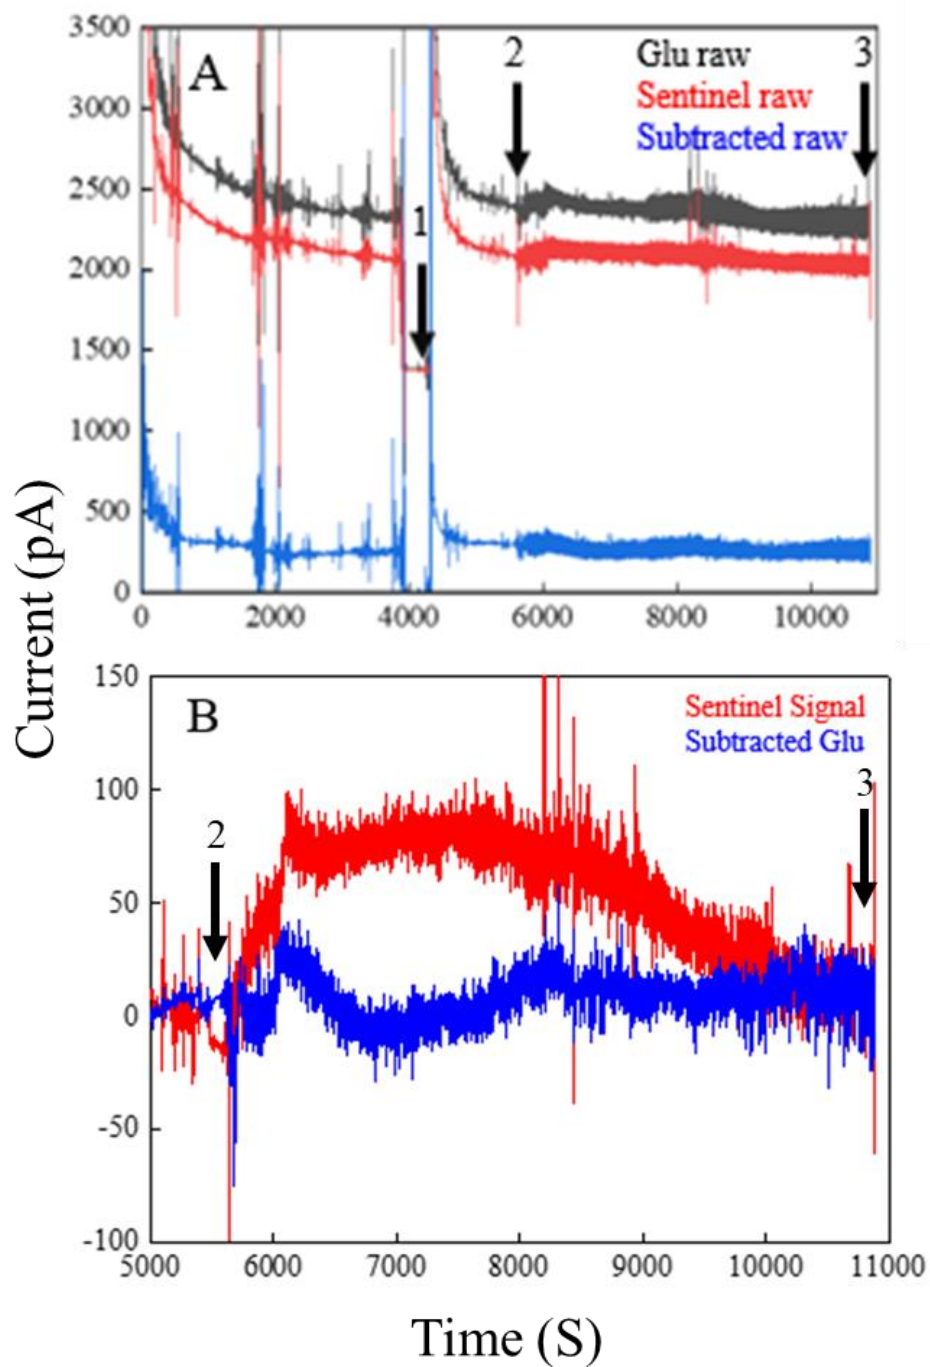 3500
A
2
Glu raw
3
3000
Sentinel raw
Subtracted raw
2500
1
2000
1500
1000
500
0
0 2000 4000 6000 8000 10000
Current (pA)
150
B
Sentinel Signal
Subtracted Glu
100
3
2
50
0
-50
-100
5000 6000 7000 8000 9000 10000 11000
Time (S)